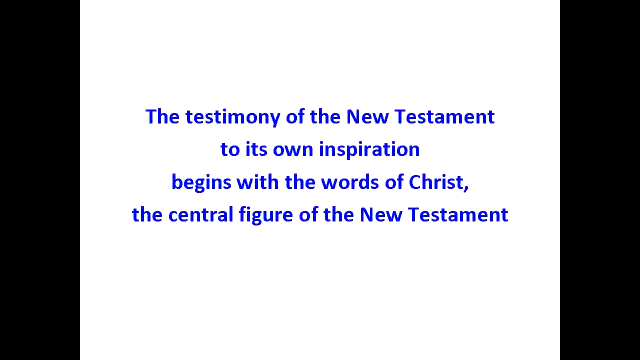 The testimony of the New Testament
to its own inspiration
begins with the words of Christ,
the central figure of the New Testament